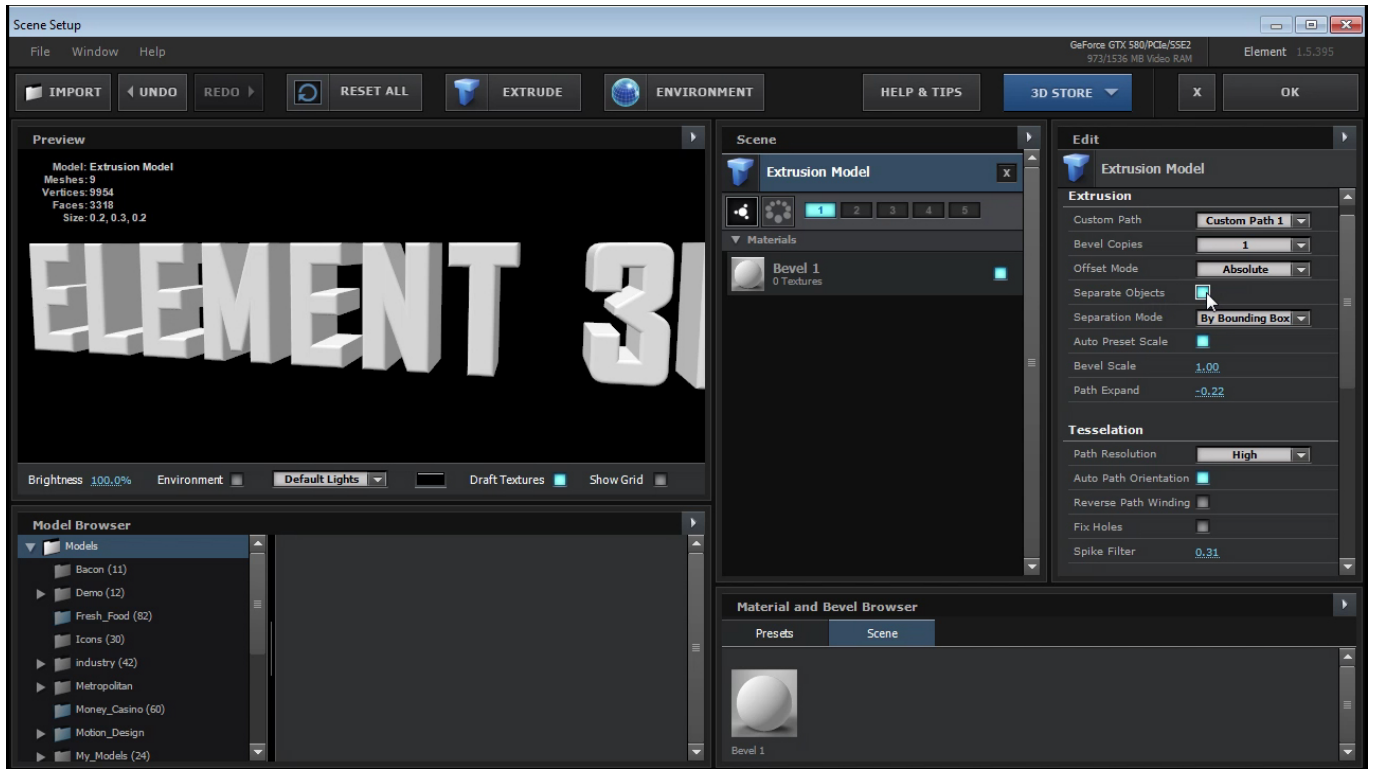 Scene Setup
File Window Help
GeForce GTX 580/PCIe/SSE2
973/1536 MB Video RAM
Element 1.5.395
IMPORT UNDO REDO RESET ALL EXTRUDE ENVIRONMENT HELP & TIPS 3D STORE X OK
Preview
Model: Extrusion Model
Meshes: 9
Vertices: 9954
Faces: 3318
Size: 0.2, 0.3, 0.2
ELEMENT 3
Brightness 100.0% Environment Default Lights Draft Textures Show Grid
Model Browser
Models
Bacon (11)
Demo (12)
Fresh_Food (82)
Icons (30)
industry (42)
Metropolitan
Money_Casino (60)
Motion_Design
My_Models (24)
Scene
Extrusion Model X
1 2 3 4 5
Materials
Bevel 1
0 Textures
Edit
Extrusion Model
Extrusion
Custom Path Custom Path 1
Bevel Copies 1
Offset Mode Absolute
Separate Objects
Separation Mode By Bounding Box
Auto Preset Scale
Bevel Scale 1.00
Path Expand -0.22
Tesselation
Path Resolution High
Auto Path Orientation
Reverse Path Winding
Fix Holes
Spike Filter 0.31
Material and Bevel Browser
Presets Scene
Bevel 1